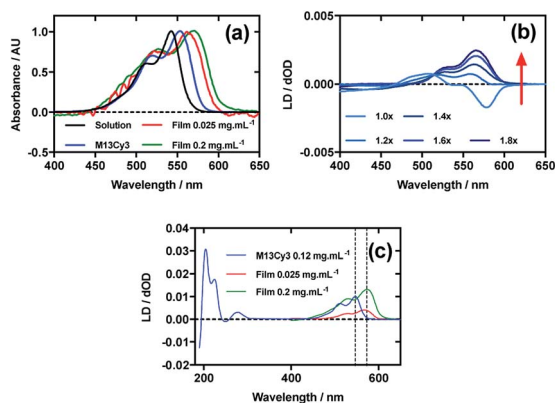 (a)
Absorbance / AU
1.0
0.5
0.0
-0.5
Solution
Film 0.025 mg.mL-1
M13Cy3
Film 0.2 mg.mL-1
400 450 500 550 600 650
Wavelength / nm
(b)
LD / dOD
0.005
0.000
-0.005
1.0x
1.4x
1.2x
1.6x
1.8x
400 450 500 550 600 650
Wavelength / nm
(c)
LD / dOD
0.04
0.03
0.02
0.01
0.00
-0.01
-0.02
M13Cy3 0.12 mg.mL-1
Film 0.025 mg.mL-1
Film 0.2 mg.mL-1
200 400 600
Wavelength / nm